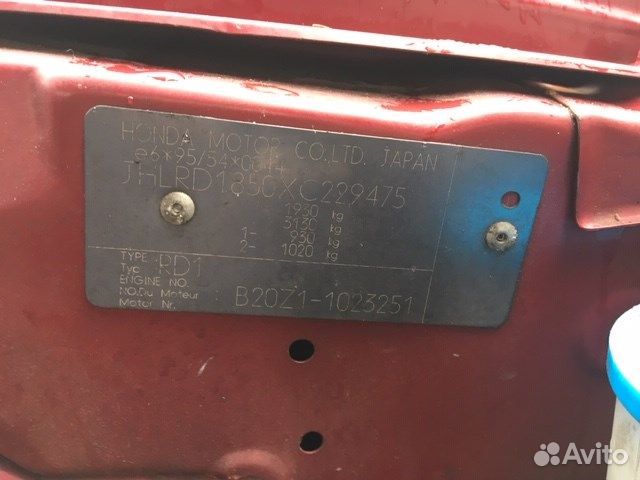 HONDA MOTOR CO.LTD. JAPAN
e6*95/54*0044
JHLRD1850XC229475
1930 kg
3130 kg
1- 930 kg
2- 1020 kg
TYPE
Typ RD1
ENGINE NO.
NO.Du Moteur B20Z1-1023251
Motor Nr.
Avito